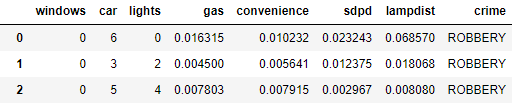 windows car lights gas convenience sdpd lampdist crime
0 0 6 0 0.016315 0.010232 0.023243 0.068570 ROBBERY
1 0 3 2 0.004500 0.005641 0.012375 0.018068 ROBBERY
2 0 5 4 0.007803 0.007915 0.002967 0.008080 ROBBERY